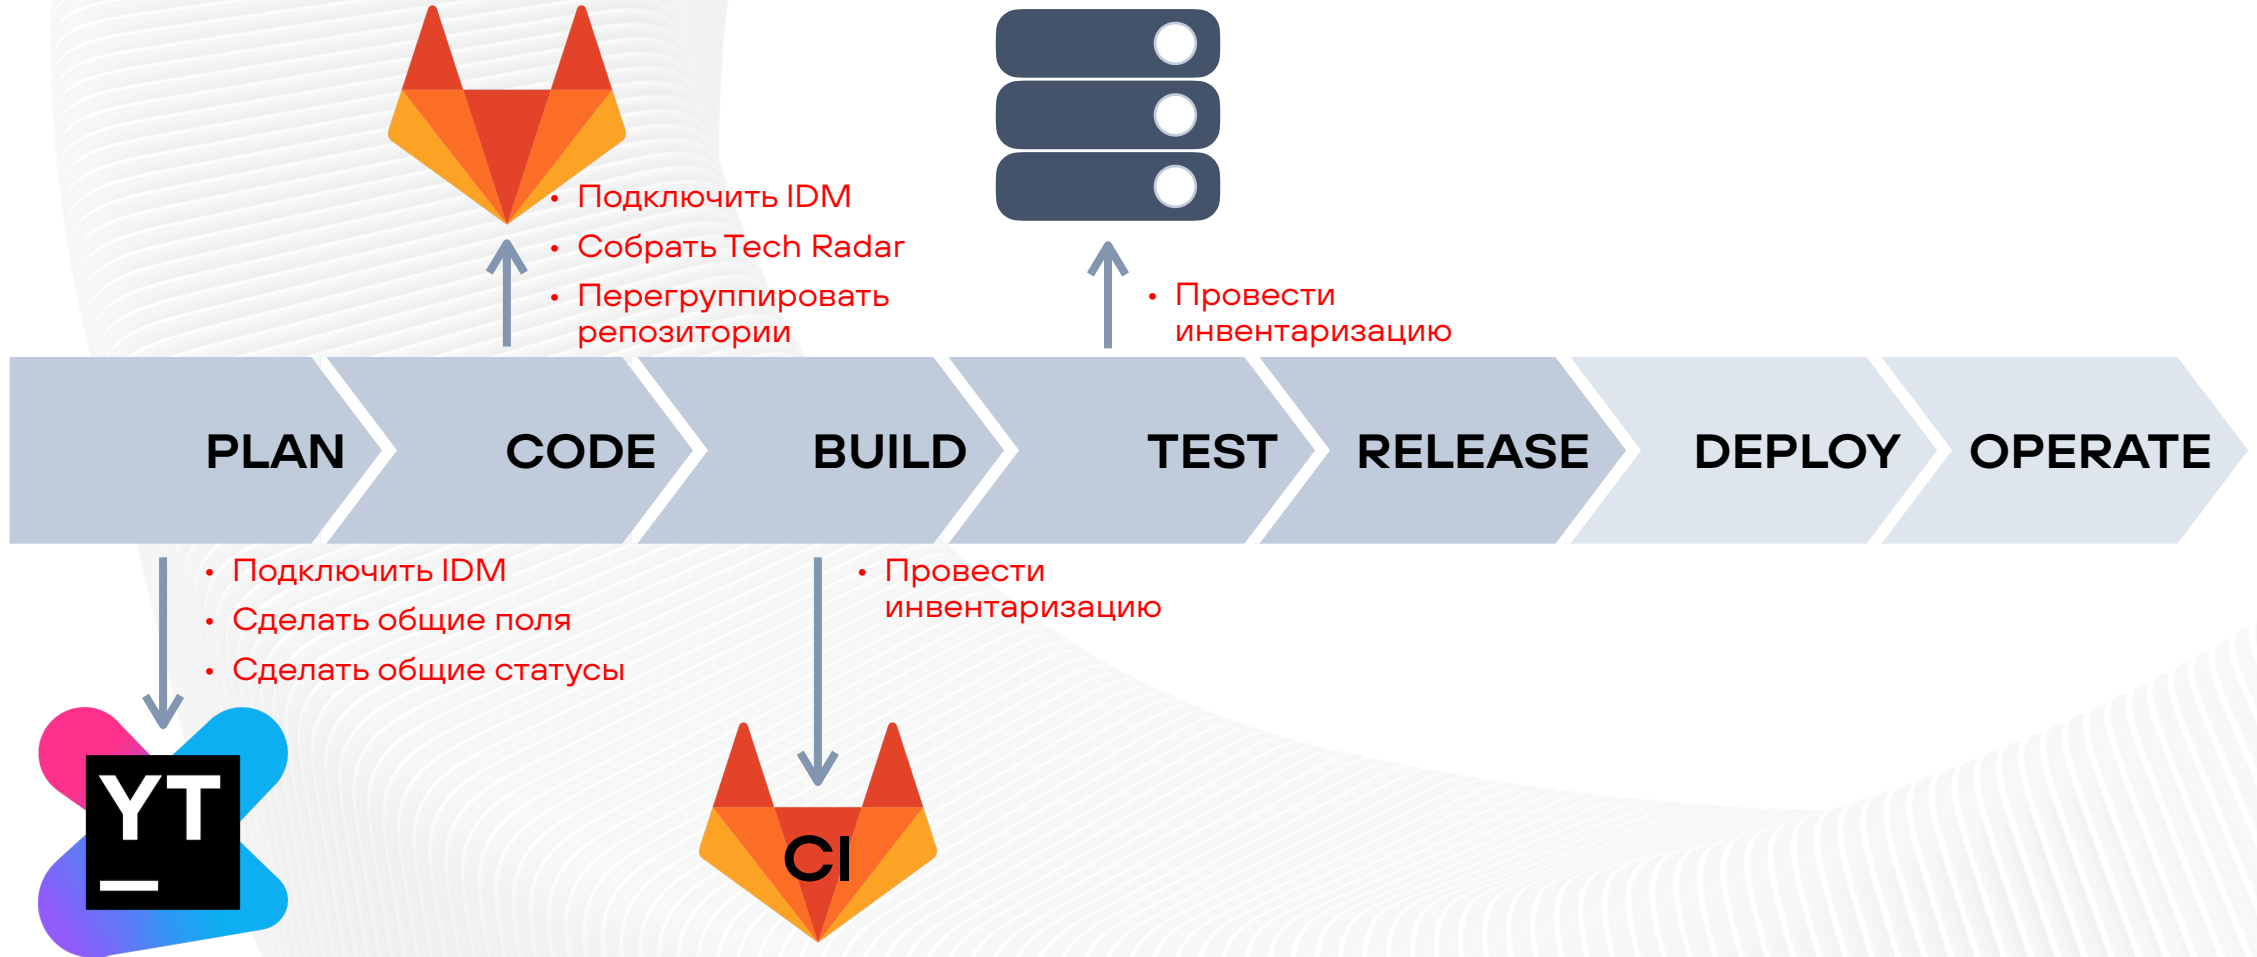 • Подключить IDM
• Собрать Tech Radar
• Перегруппировать
репозитории
• Провести
инвентаризацию
PLAN
CODE
BUILD
TEST
RELEASE
DEPLOY
OPERATE
• Подключить IDM
• Сделать общие поля
• Сделать общие статусы
• Провести
инвентаризацию
YT
CI